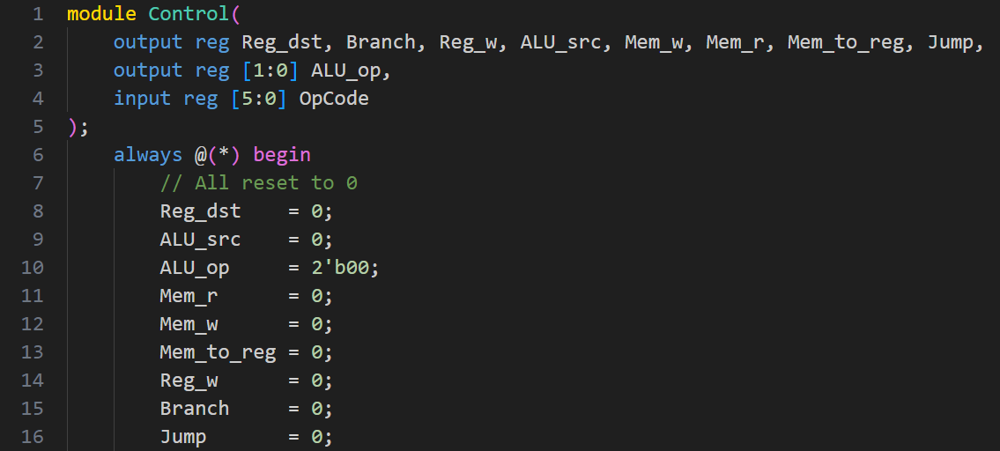 1 module Control(
2 output reg Reg_dst, Branch, Reg_w, ALU_src, Mem_w, Mem_r, Mem_to_reg, Jump,
3 output reg [1:0] ALU_op,
4 input reg [5:0] OpCode
5 );
6 always @(*) begin
7 // All reset to 0
8 Reg_dst = 0;
9 ALU_src = 0;
10 ALU_op = 2'b00;
11 Mem_r = 0;
12 Mem_w = 0;
13 Mem_to_reg = 0;
14 Reg_w = 0;
15 Branch = 0;
16 Jump = 0;